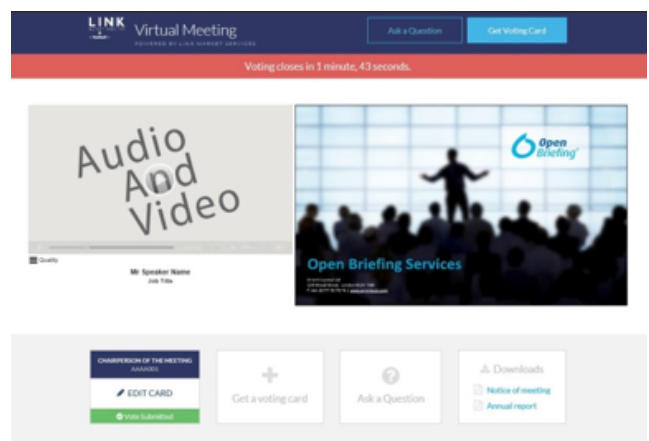 LINK
Virtual Meeting
POWERED BY LINK MARKET SERVICES
Ask a Question
Get Voting Card
Voting closes in 1 minute, 43 seconds.
Audio
And
Video
Open
Briefing
Quality
Mr Speaker Name
Job Title
Open Briefing Services
CHAIRPERSON OF THE MEETING
AAAA001
EDIT CARD
Vote Submitted
Get a voting card
Ask a Question
Downloads
Notice of meeting
Annual report